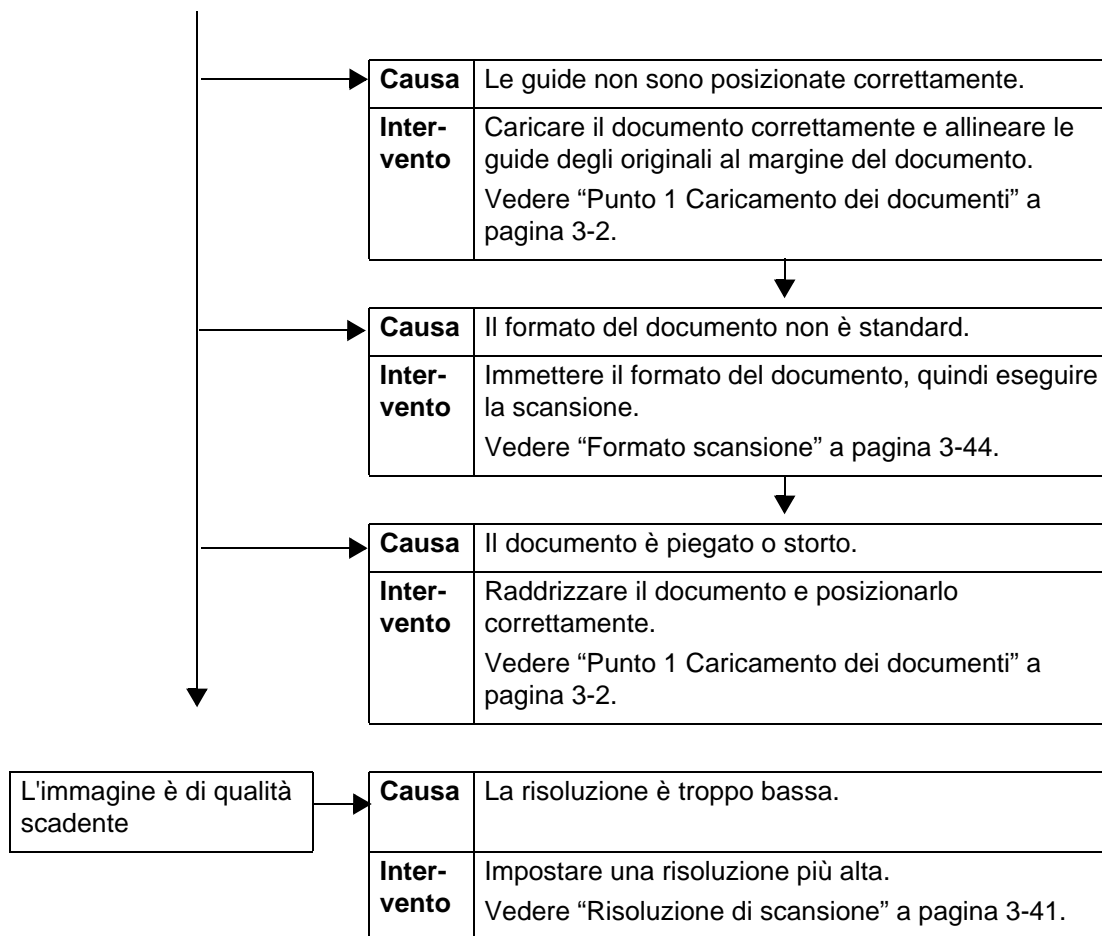 Causa Le guide non sono posizionate correttamente.
Inter- Caricare il documento correttamente e allineare le
vento guide degli originali al margine del documento.
Vedere “Punto 1 Caricamento dei documenti” a
pagina 3-2.
Causa Il formato del documento non è standard.
Inter- Immettere il formato del documento, quindi eseguire
vento la scansione.
Vedere “Formato scansione” a pagina 3-44.
Causa Il documento è piegato o storto.
Inter- Raddrizzare il documento e posizionarlo
vento correttamente.
Vedere “Punto 1 Caricamento dei documenti” a
pagina 3-2.
L'immagine è di qualità
scadente
Causa La risoluzione è troppo bassa.
Inter- Impostare una risoluzione più alta.
vento Vedere “Risoluzione di scansione” a pagina 3-41.